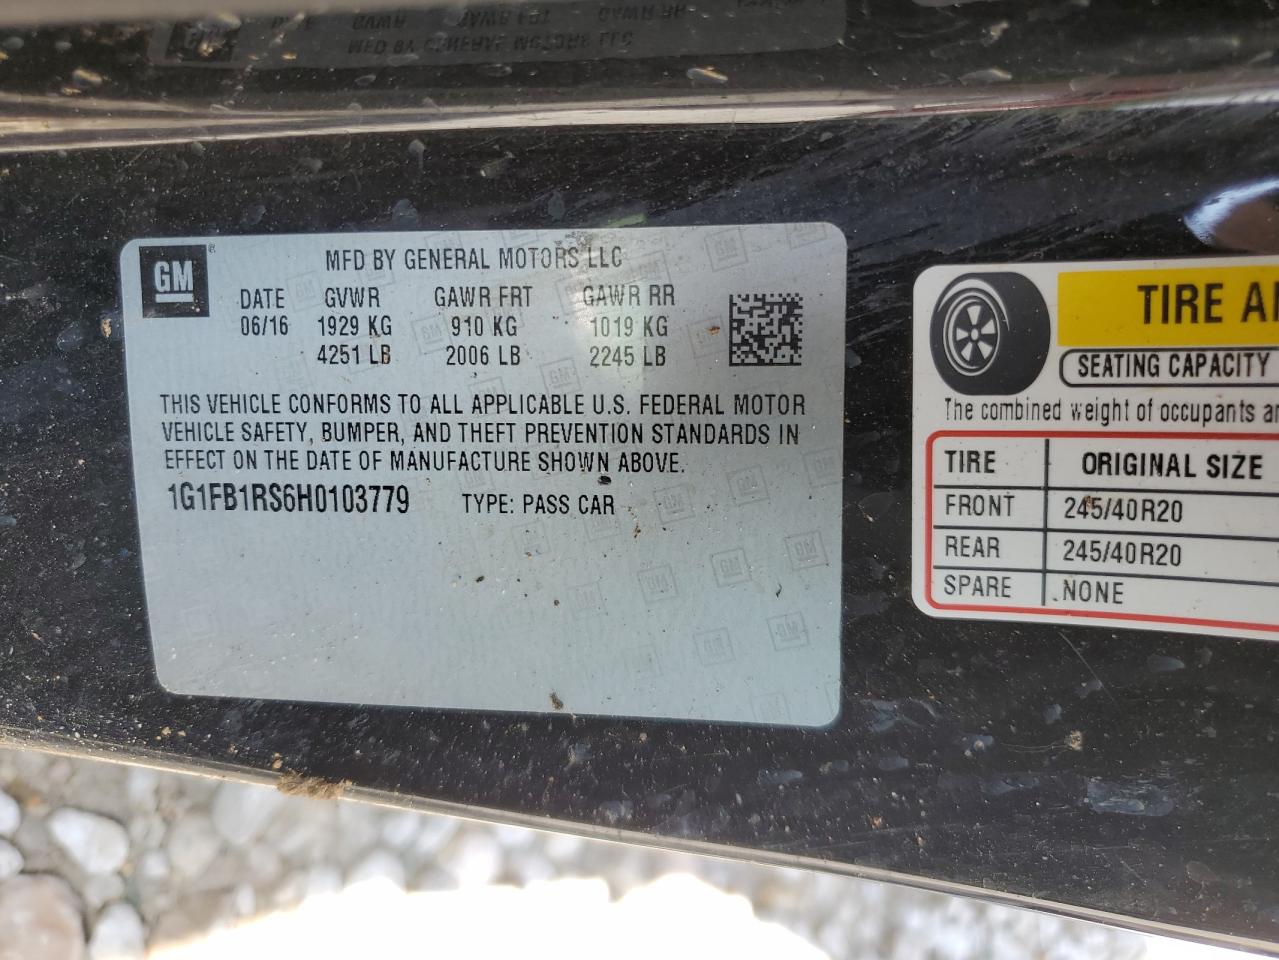 GM
MFD BY GENERAL MOTORS LLC
DATE GVWR GAWR FRT GAWR RR
06/16 1929 KG 910 KG 1019 KG
4251 LB 2006 LB 2245 LB
THIS VEHICLE CONFORMS TO ALL APPLICABLE U.S. FEDERAL MOTOR
VEHICLE SAFETY, BUMPER, AND THEFT PREVENTION STANDARDS IN
EFFECT ON THE DATE OF MANUFACTURE SHOWN ABOVE.
1G1FB1RS6H0103779 TYPE: PASS CAR
TIRE
SEATING CAPACITY
The combined weight of occupants
TIRE ORIGINAL SIZE
FRONT 245/40R20
REAR 245/40R20
SPARE NONE